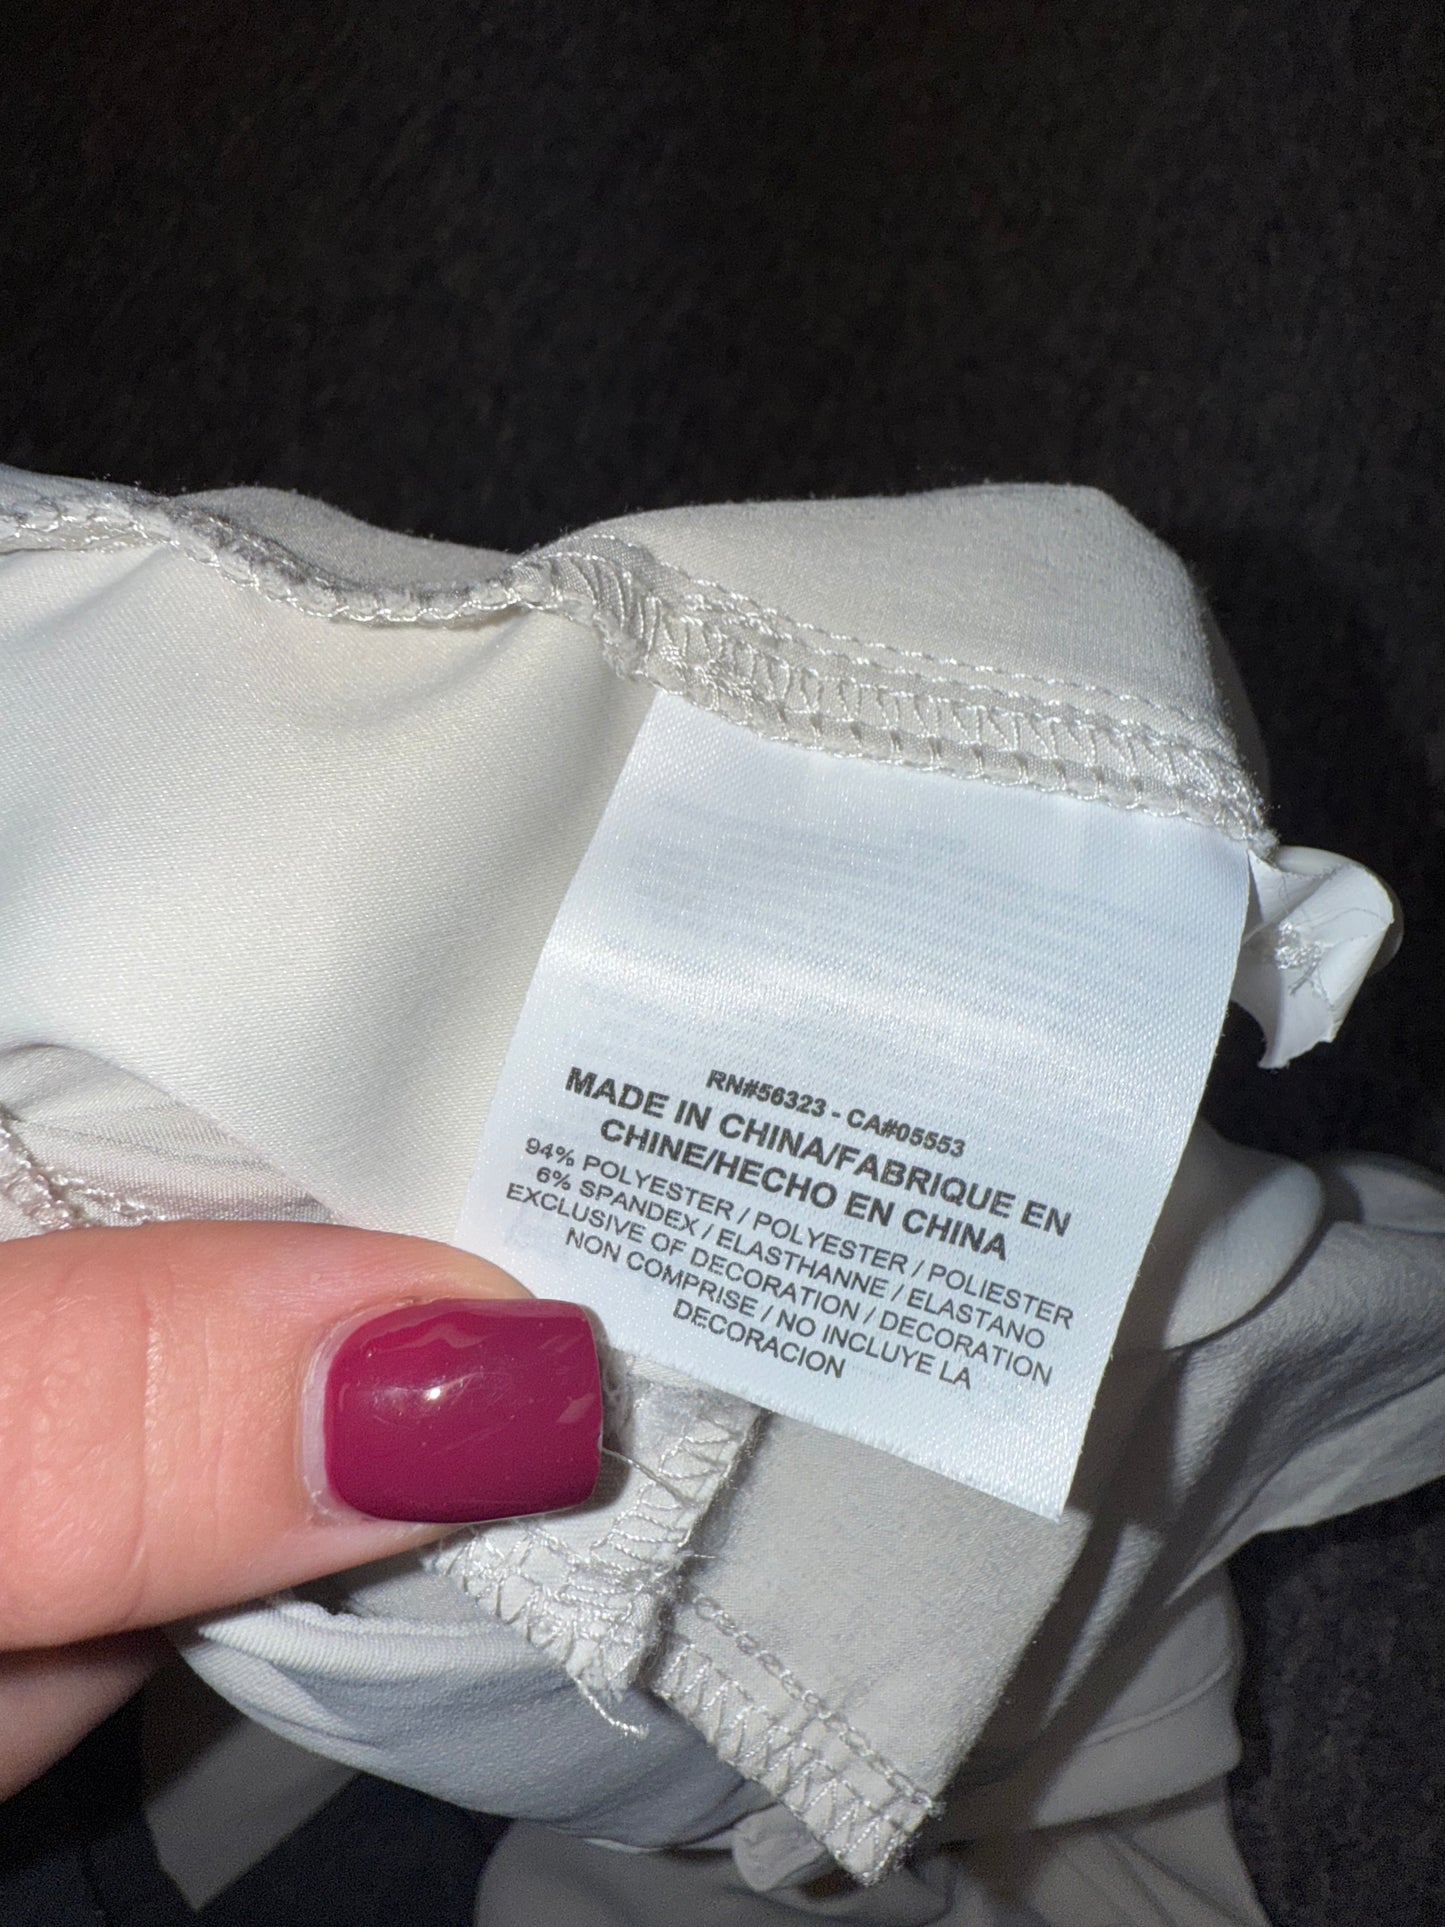 RN#56323 - CA#05553
MADE IN CHINA/FABRIQUE EN
CHINE/HECHO EN CHINA
94% POLYESTER / POLYESTER / POLIESTER
6% SPANDEX / ELASTHANNE / ELASTANO
EXCLUSIVE OF DECORATION / DECORATION
NON COMPRISE / NO INCLUYE LA
DECORACION